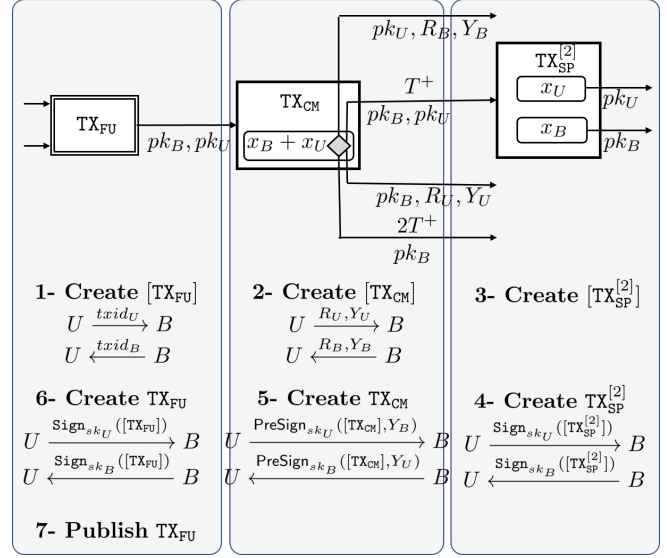 pk_U, R_B, Y_B
TX_FU
pk_B, pk_U
TX_CM
x_B + x_U
T^+
pk_B, pk_U
TX_SP^[2]
x_U
pk_U
x_B
pk_B
pk_B, R_U, Y_U
2T^+
pk_B
1- Create [TX_FU]
U txid_U → B
U ← txid_B B
2- Create [TX_CM]
U R_U,Y_U → B
U ← R_B,Y_B B
3- Create [TX_SP^[2]]
6- Create TX_FU
U Sign_sk_U([TX_FU]) → B
U ← Sign_sk_B([TX_FU]) B
5- Create TX_CM
U PreSign_sk_U([TX_CM],Y_B) → B
U ← PreSign_sk_B([TX_CM],Y_U) B
4- Create TX_SP^[2]
U Sign_sk_U([TX_SP^[2]]) → B
U ← Sign_sk_B([TX_SP^[2]]) B
7- Publish TX_FU